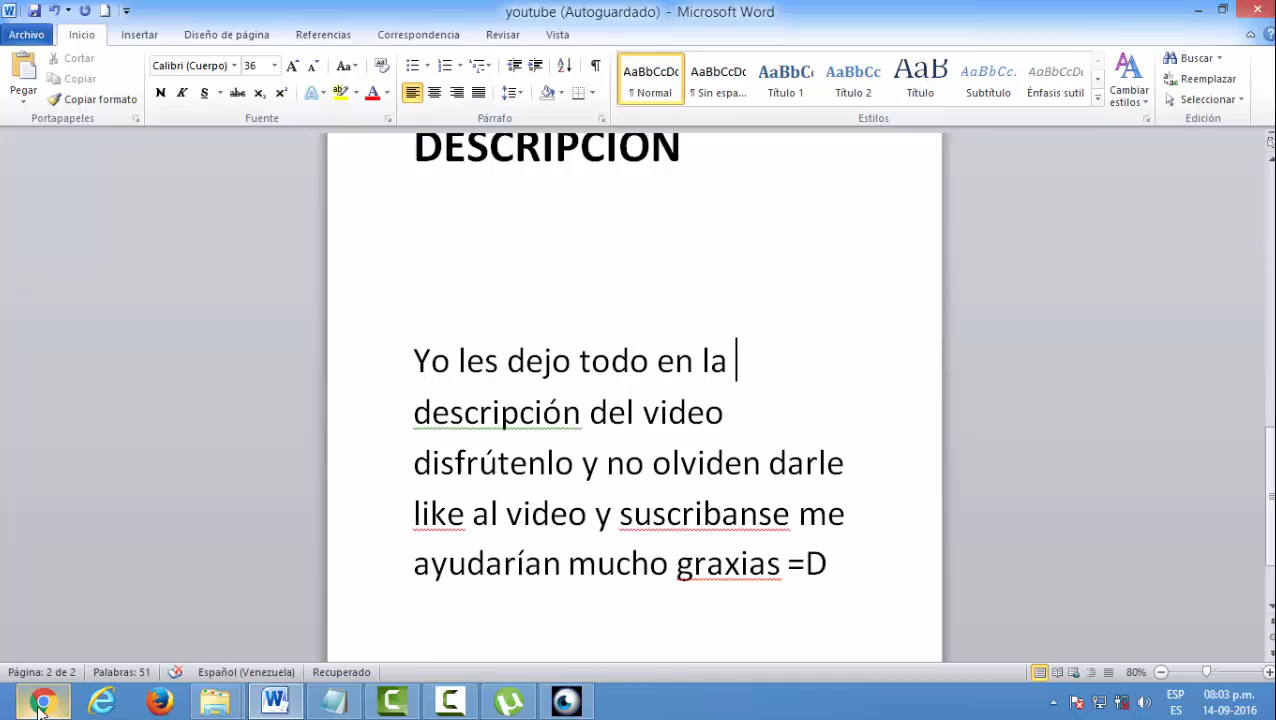 youtube (Autoguardado) - Microsoft Word
Archivo Inicio Insertar Diseño de página Referencias Correspondencia Revisar Vista
Pegar
Cortar
Copiar
Copiar formato
Portapapeles
Calibri (Cuerpo) 36
N K S abc
Fuente
Párrafo
AaBbCcDc AaBbCcDc AaBbC AaBbCc AaB AaBbCc. AaBbCcDc
¶ Normal ¶ Sin espa... Título 1 Título 2 Título Subtítulo Énfasis sutil
Cambiar
estilos
Estilos
Buscar
Reemplazar
Seleccionar
Edición
DESCRIPCION
Yo les dejo todo en la
descripción del video
disfrútenlo y no olviden darle
like al video y suscribanse me
ayudarían mucho graxias =D
Página: 2 de 2 Palabras: 51 Español (Venezuela) Recuperado 80%
ESP 08:03 p.m.
ES 14-09-2016